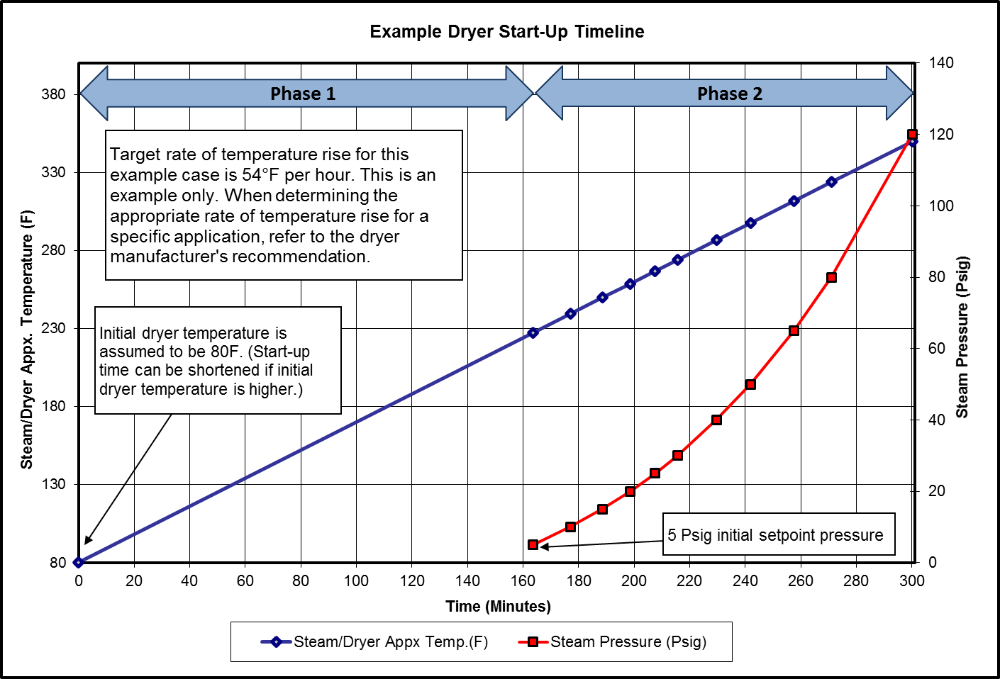 Example Dryer Start-Up Timeline
Phase 1
Phase 2
Target rate of temperature rise for this
example case is 54°F per hour. This is an
example only. When determining the
appropriate rate of temperature rise for a
specific application, refer to the dryer
manufacturer's recommendation.
Initial dryer temperature is
assumed to be 80F. (Start-up
time can be shortened if initial
dryer temperature is higher.)
5 Psig initial setpoint pressure
Steam/Dryer Appx. Temperature (F)
380
330
280
230
180
130
80
Steam Pressure (Psig)
140
120
100
80
60
40
20
0
0 20 40 60 80 100 120 140 160 180 200 220 240 260 280 300
Time (Minutes)
Steam/Dryer Appx Temp.(F) Steam Pressure (Psig)